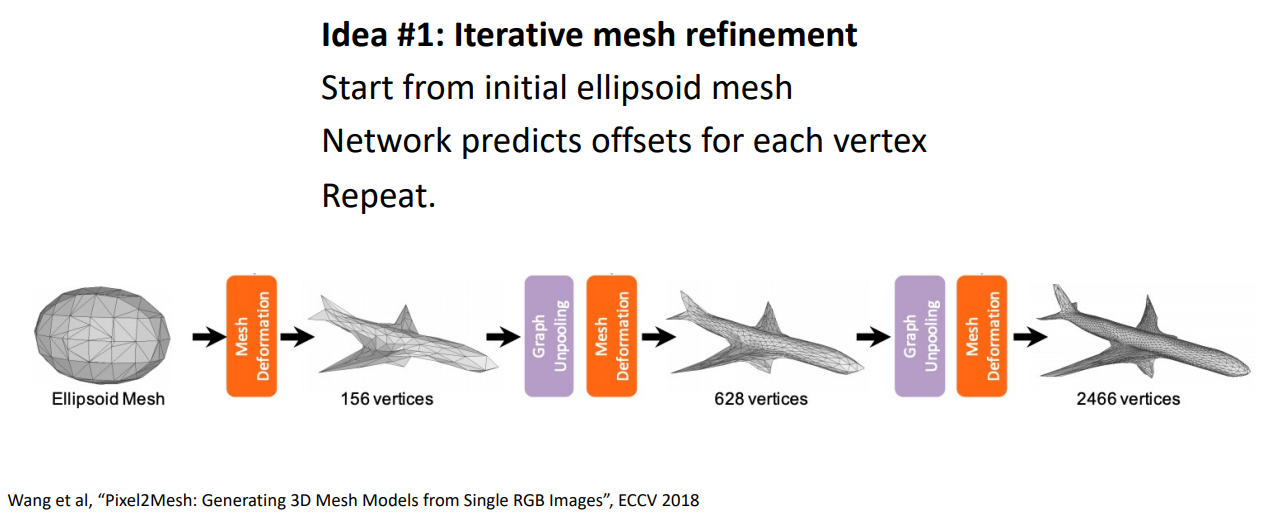 Idea #1: Iterative mesh refinement
Start from initial ellipsoid mesh
Network predicts offsets for each vertex
Repeat.
Mesh
Deformation
Graph
Unpooling
Mesh
Deformation
Graph
Unpooling
Mesh
Deformation
Ellipsoid Mesh
156 vertices
628 vertices
2466 vertices
Wang et al, “Pixel2Mesh: Generating 3D Mesh Models from Single RGB Images”, ECCV 2018